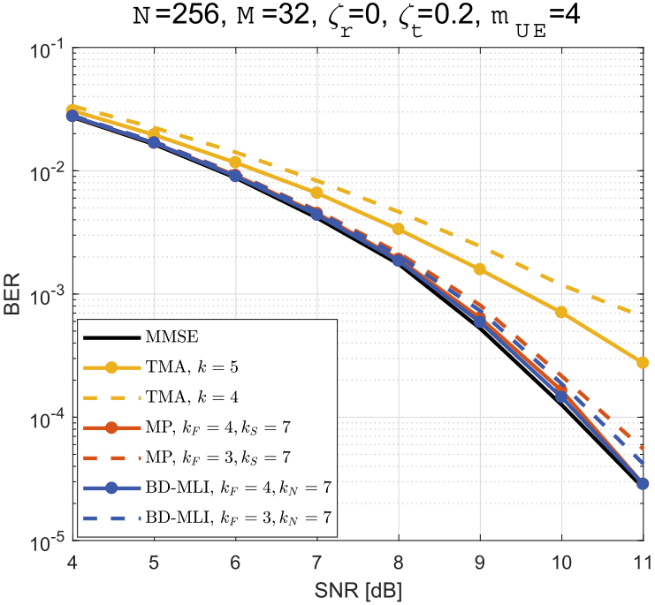 N=256, M=32, ζr=0, ζt=0.2, mUE=4
10^-1
10^-2
10^-3
10^-4
10^-5
BER
MMSE
TMA, k = 5
TMA, k = 4
MP, kF = 4, kS = 7
MP, kF = 3, kS = 7
BD-MLI, kF = 4, kN = 7
BD-MLI, kF = 3, kN = 7
4 5 6 7 8 9 10 11
SNR [dB]